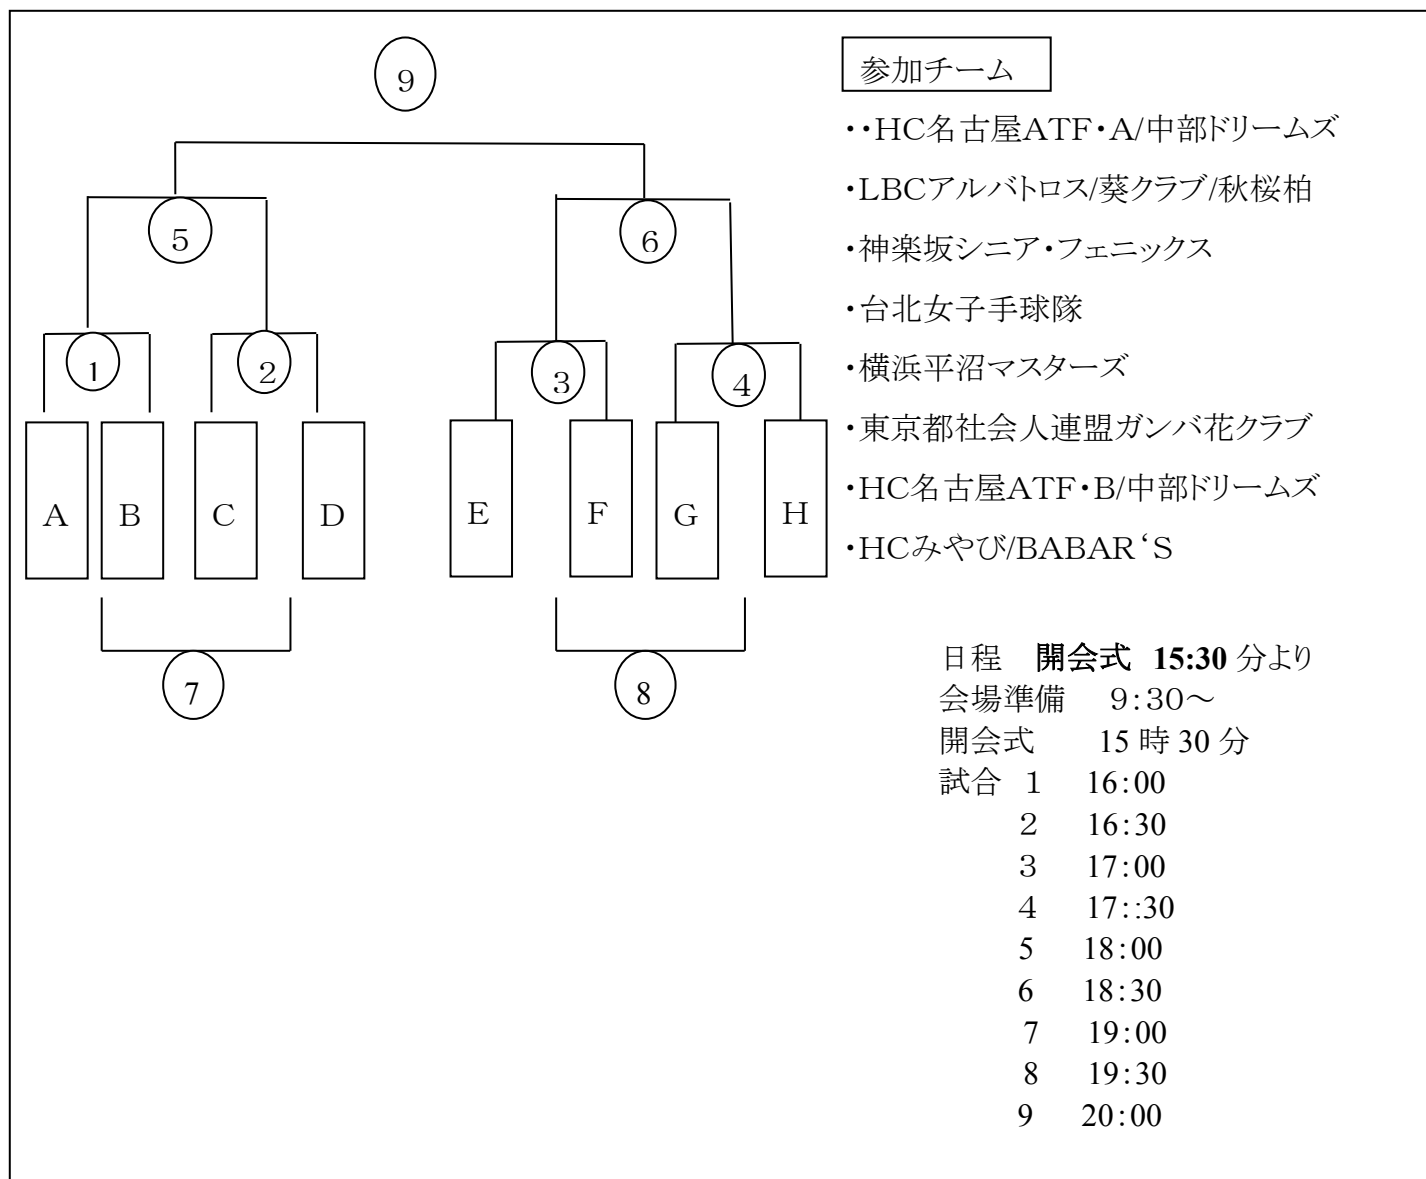 9
5
6
1
2
3
4
A B C D E F G H
7
8
参加チーム
・・HC名古屋ATF・A/中部ドリームズ
・LBCアルバトロス/葵クラブ/秋桜柏
・神楽坂シニア・フェニックス
・台北女子手球隊
・横浜平沼マスターズ
・東京都社会人連盟ガンバ花クラブ
・HC名古屋ATF・B/中部ドリームズ
・HCみやび/BABAR‘S
日程 開会式 15:30 分より
会場準備 9:30～
開会式 15 時 30 分
試合 1 16:00
2 16:30
3 17:00
4 17::30
5 18:00
6 18:30
7 19:00
8 19:30
9 20:00